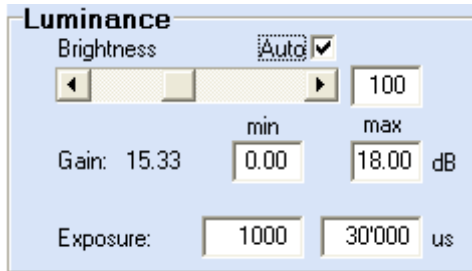 Luminance
Brightness Auto
100
min max
Gain: 15.33 0.00 18.00 dB
Exposure: 1000 30'000 us